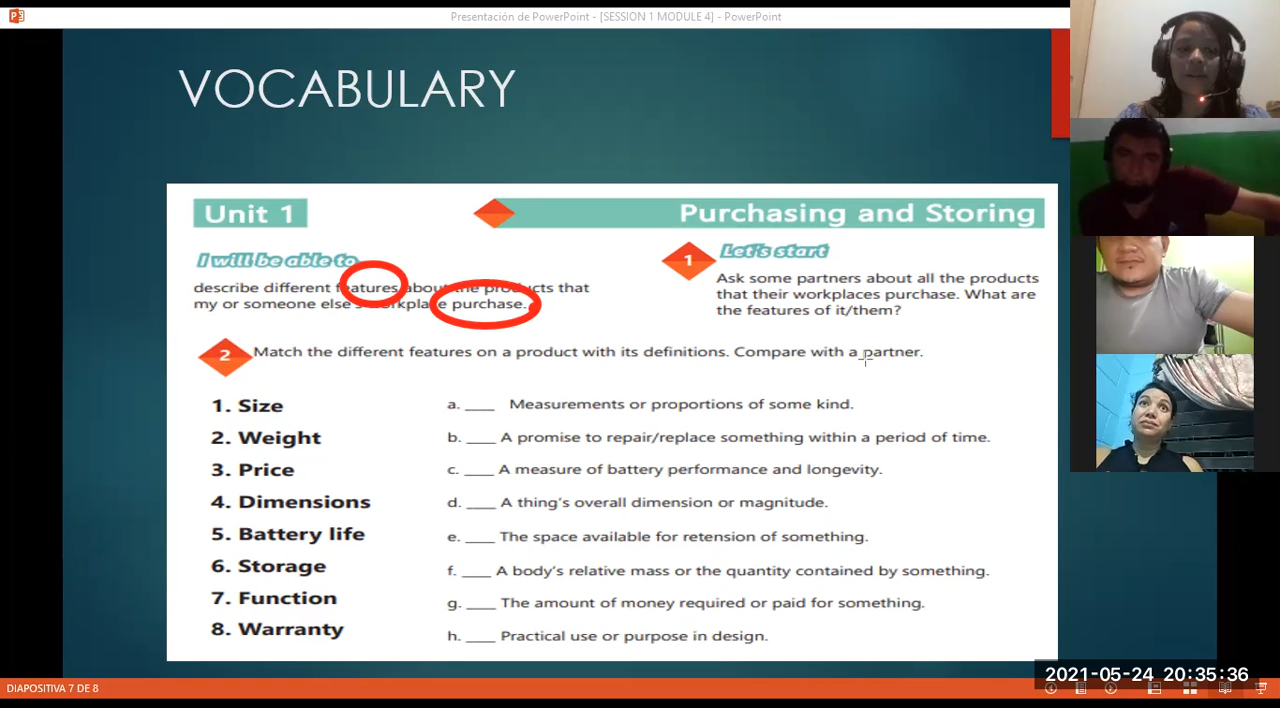 Presentación de PowerPoint - [SESSION 1 MODULE 4] - PowerPoint
VOCABULARY
Unit 1
Purchasing and Storing
I will be able to
describe different features about the products that
my or someone else's workplace purchase.
1
Let's start
Ask some partners about all the products
that their workplaces purchase. What are
the features of it/them?
2 Match the different features on a product with its definitions. Compare with a partner.
1. Size
2. Weight
3. Price
4. Dimensions
5. Battery life
6. Storage
7. Function
8. Warranty
a. ____ Measurements or proportions of some kind.
b. ____ A promise to repair/replace something within a period of time.
c. ____ A measure of battery performance and longevity.
d. ____ A thing's overall dimension or magnitude.
e. ____ The space available for retension of something.
f. ____ A body's relative mass or the quantity contained by something.
g. ____ The amount of money required or paid for something.
h. ____ Practical use or purpose in design.
2021-05-24 20:35:36
DIAPOSITIVA 7 DE 8